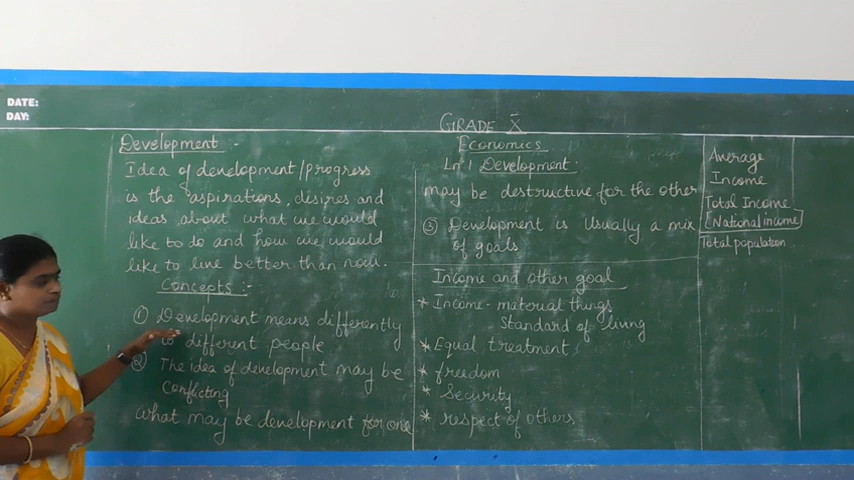 DATE:
DAY:
GRADE X
Economics
Ln 1 Development
Development :-
Idea of development/progress
is the aspirations, desires and
ideas about what we would
like to do and how we would
like to live better than now.
Concepts :-
① Development means differently
to different people
② The idea of development may be
Conflicting
What may be development for one
may be destructive for the other
③ Development is Usually a mix
of goals
Income and other goal
* Income - material things
Standard of living
* Equal treatment
* freedom
* Security
* respect of others
Average
Income
Total Income
[National income]
Total population